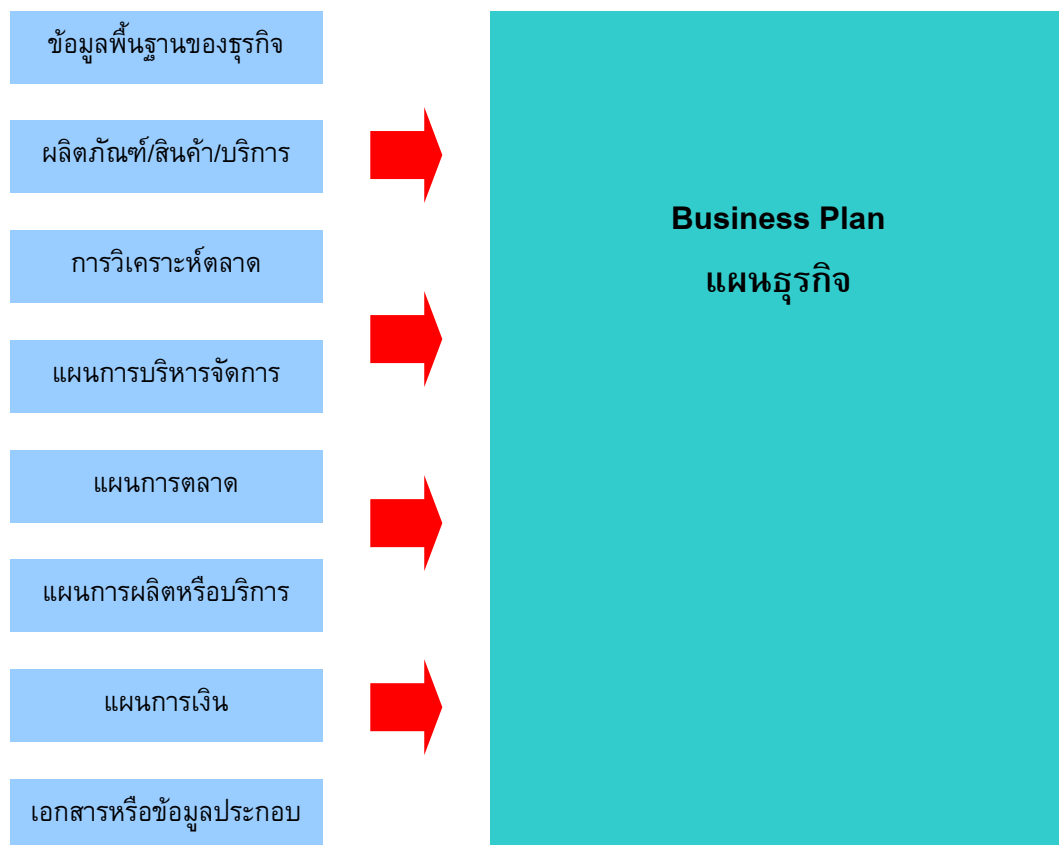 ข้อมูลพื้นฐานของธุรกิจ
ผลิตภัณฑ์/สินค้า/บริการ
การวิเคราะห์ตลาด
แผนการบริหารจัดการ
แผนการตลาด
แผนการผลิตหรือบริการ
แผนการเงิน
เอกสารหรือข้อมูลประกอบ
Business Plan
แผนธุรกิจ